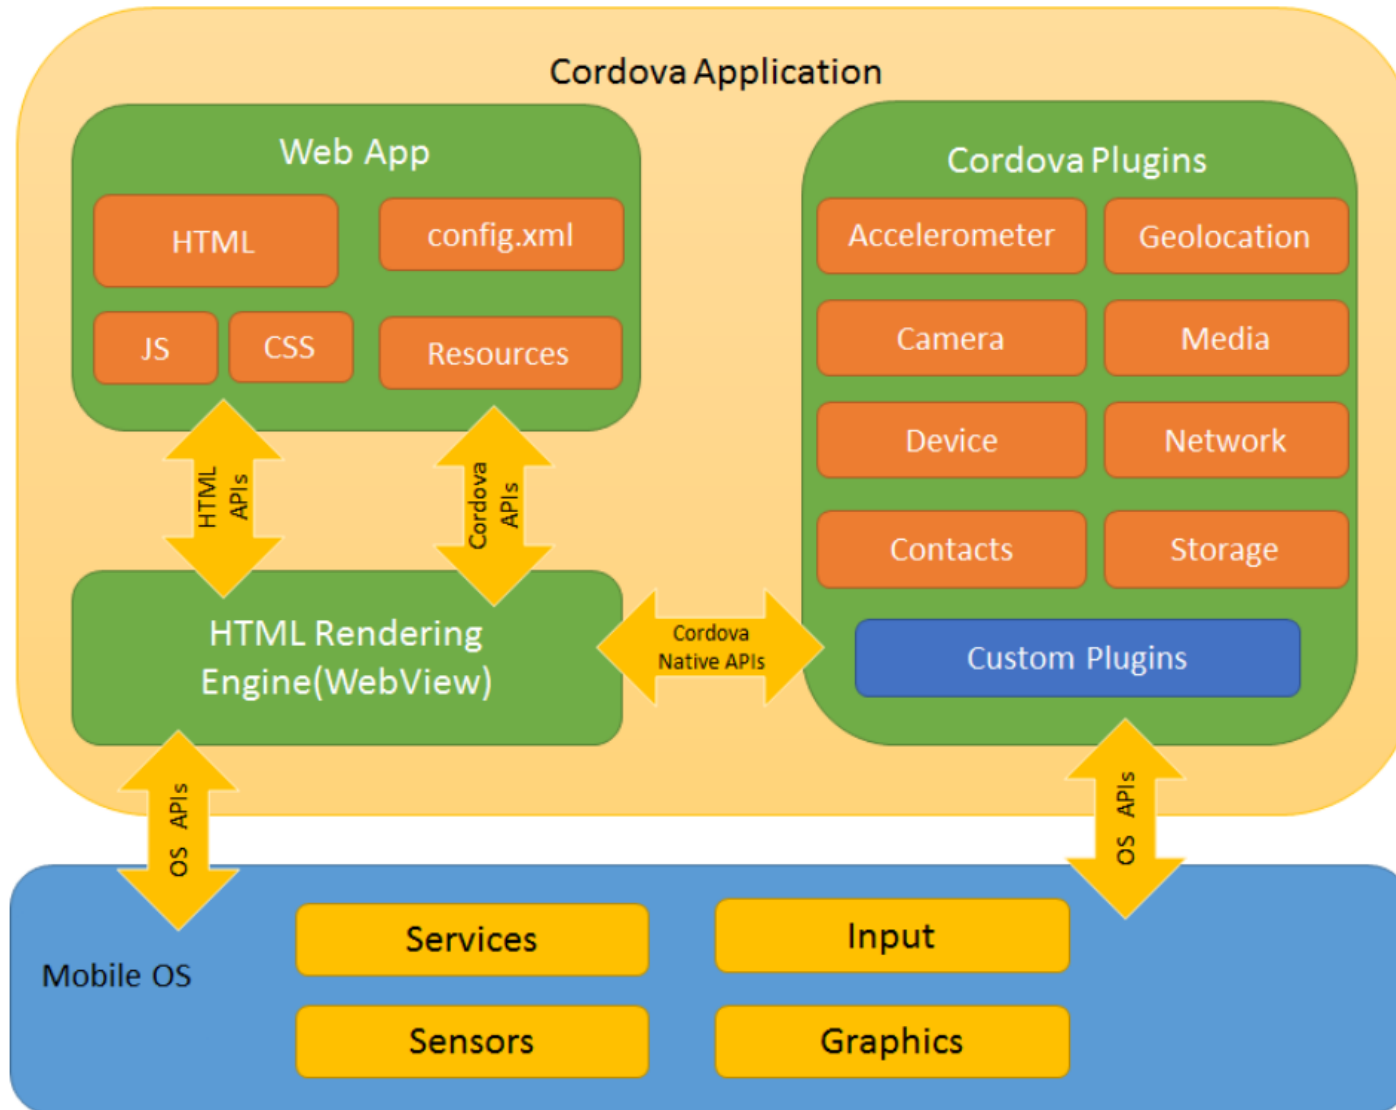 Cordova Application
Web App
HTML
config.xml
JS
CSS
Resources
Cordova Plugins
Accelerometer
Geolocation
Camera
Media
Device
Network
Contacts
Storage
Custom Plugins
HTML
APIs
Cordova
APIs
HTML Rendering
Engine(WebView)
Cordova
Native APIs
OS APIs
OS APIs
Mobile OS
Services
Input
Sensors
Graphics